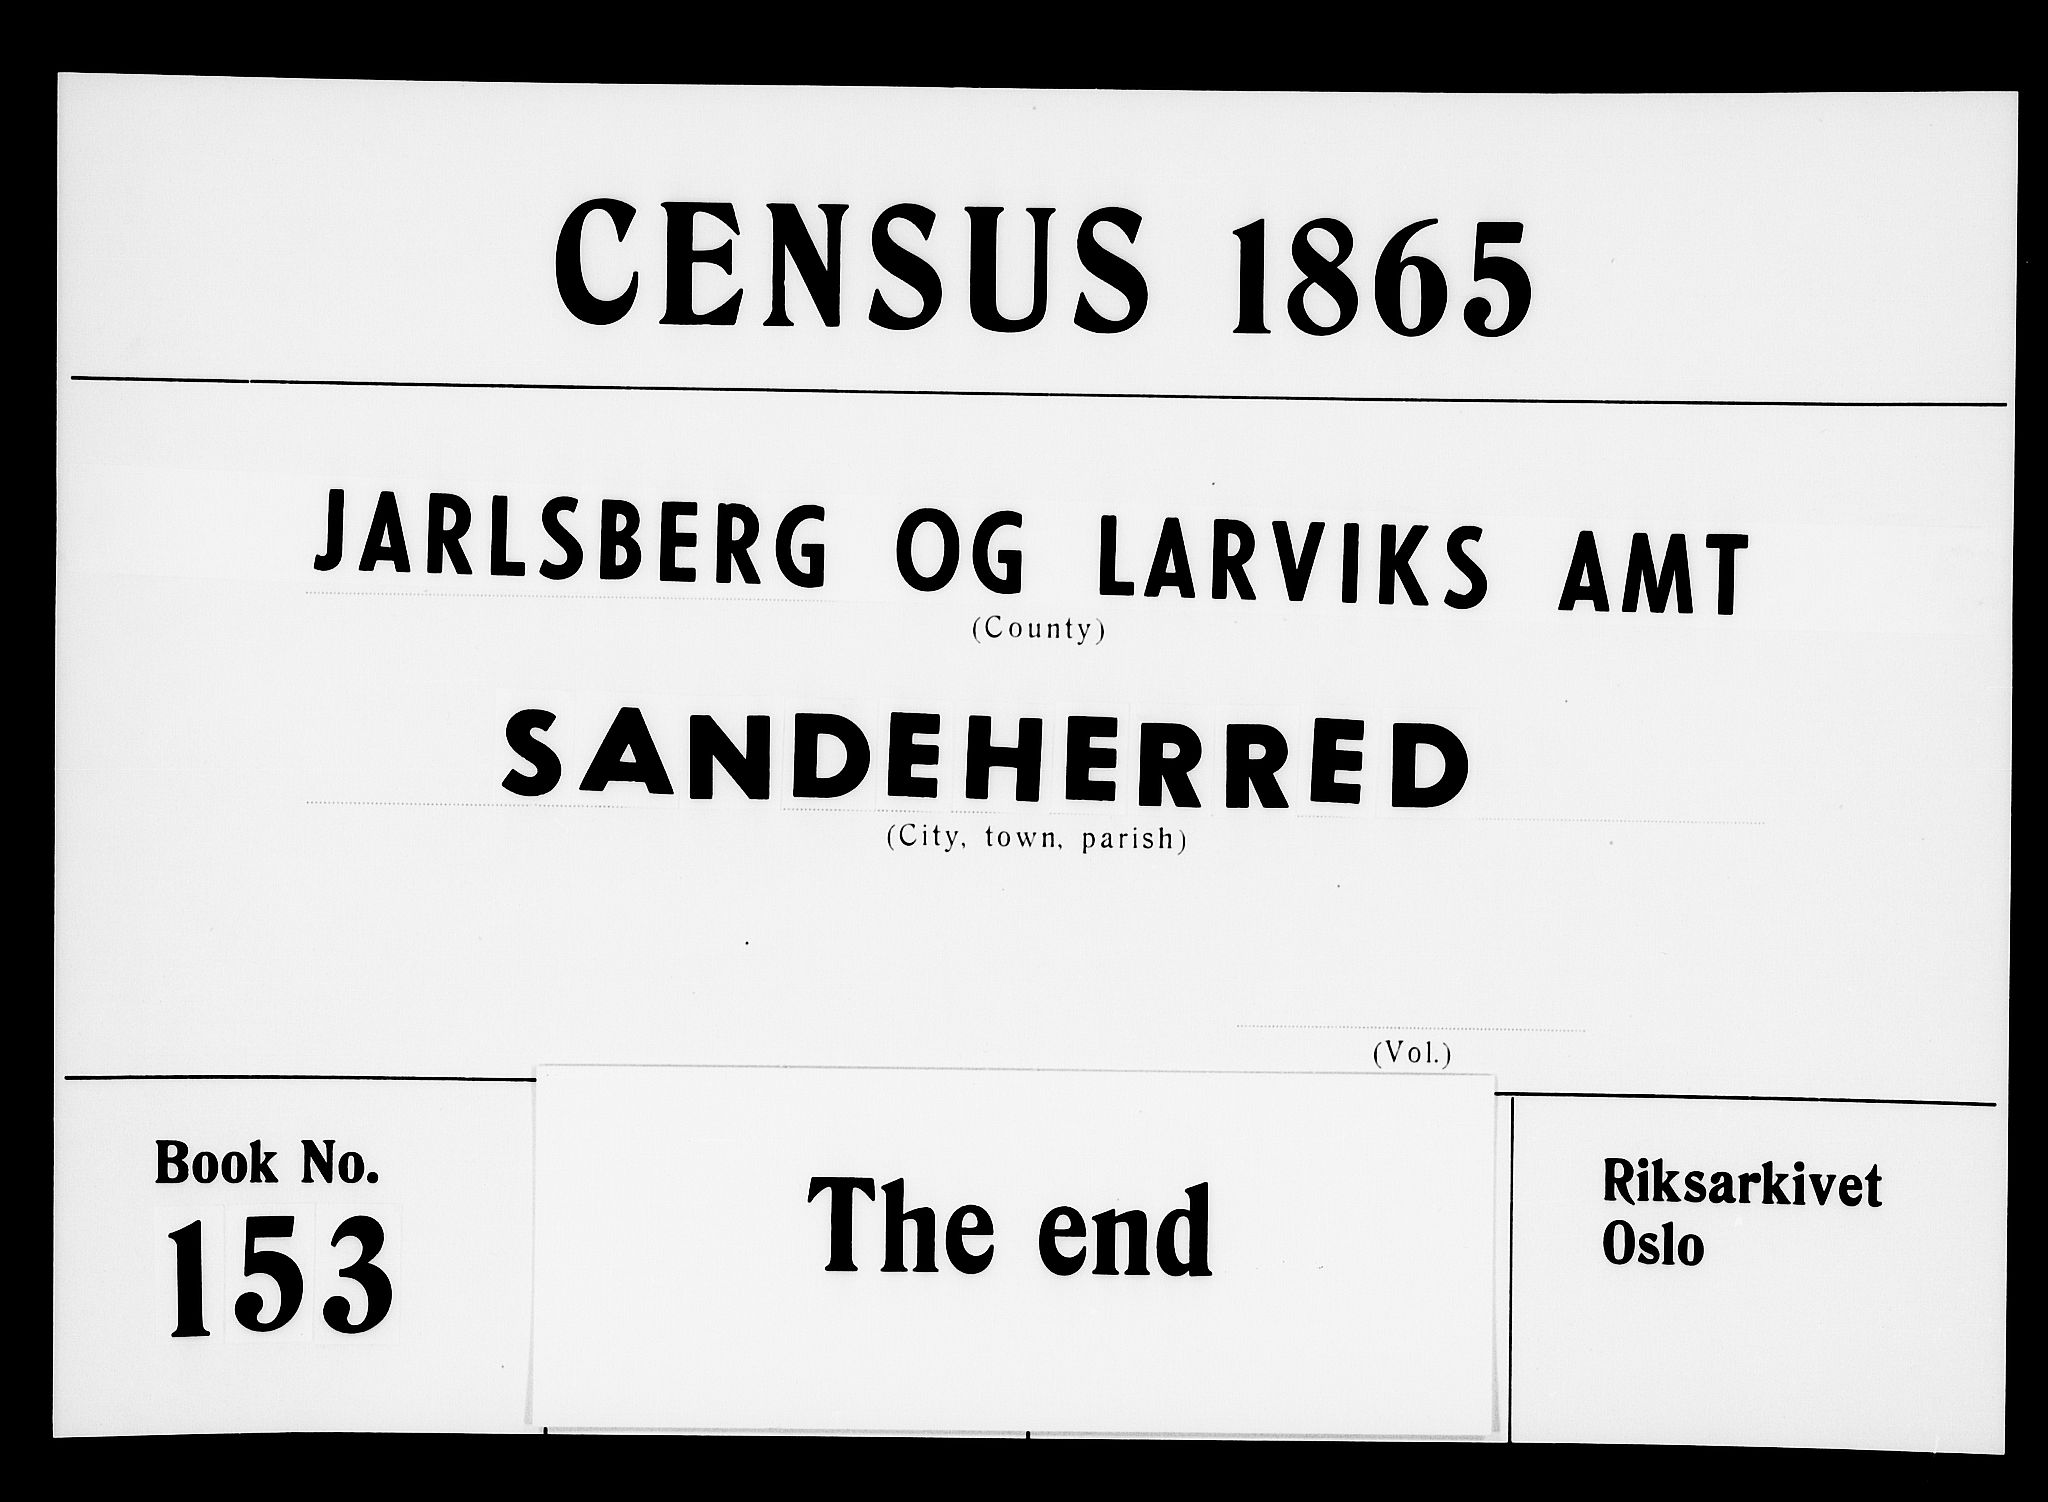 CENSUS 1865
JARLSBERG OG LARVIKS AMT
(County)
SANDEHERRED
(City, town, parish)
(Vol.)
Book No.
153
The end
Riksarkivet
Oslo